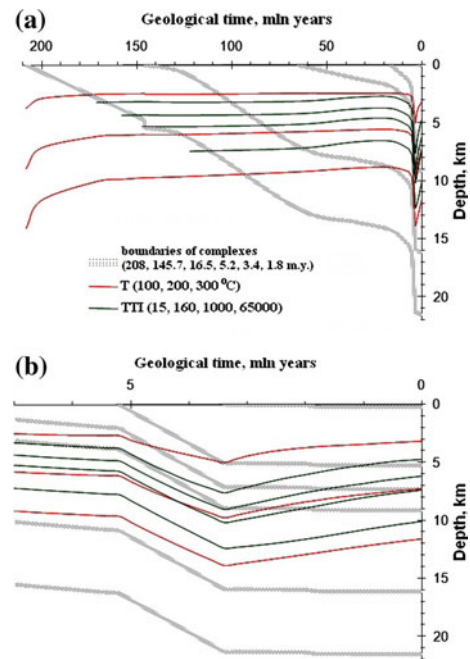 (a)
Geological time, mln years
200 150 100 50 0
0
5
10
15
20
Depth, km
boundaries of complexes
(208, 145.7, 16.5, 5.2, 3.4, 1.8 m.y.)
T (100, 200, 300 ⁰C)
TTI (15, 160, 1000, 65000)
(b)
Geological time, mln years
5 0
0
5
10
15
20
Depth, km